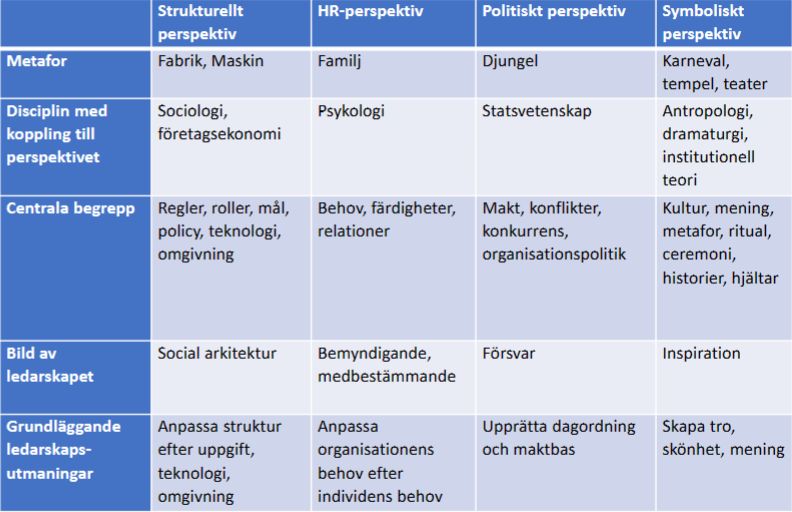 Strukturellt
perspektiv
HR-perspektiv
Politiskt perspektiv
Symboliskt
perspektiv
Metafor
Fabrik, Maskin
Familj
Djungel
Karneval,
tempel, teater
Disciplin med
koppling till
perspektivet
Sociologi,
företagsekonomi
Psykologi
Statsvetenskap
Antropologi,
dramaturgi,
institutionell
teori
Centrala begrepp
Regler, roller, mål,
policy, teknologi,
omgivning
Behov, färdigheter,
relationer
Makt, konflikter,
konkurrens,
organisationspolitik
Kultur, mening,
metafor, ritual,
ceremoni,
historier, hjältar
Bild av
ledarskapet
Social arkitektur
Bemyndigande,
medbestämmande
Försvar
Inspiration
Grundläggande
ledarskaps-
utmaningar
Anpassa struktur
efter uppgift,
teknologi,
omgivning
Anpassa
organisationens
behov efter
individens behov
Upprätta dagordning
och maktbas
Skapa tro,
skönhet, mening